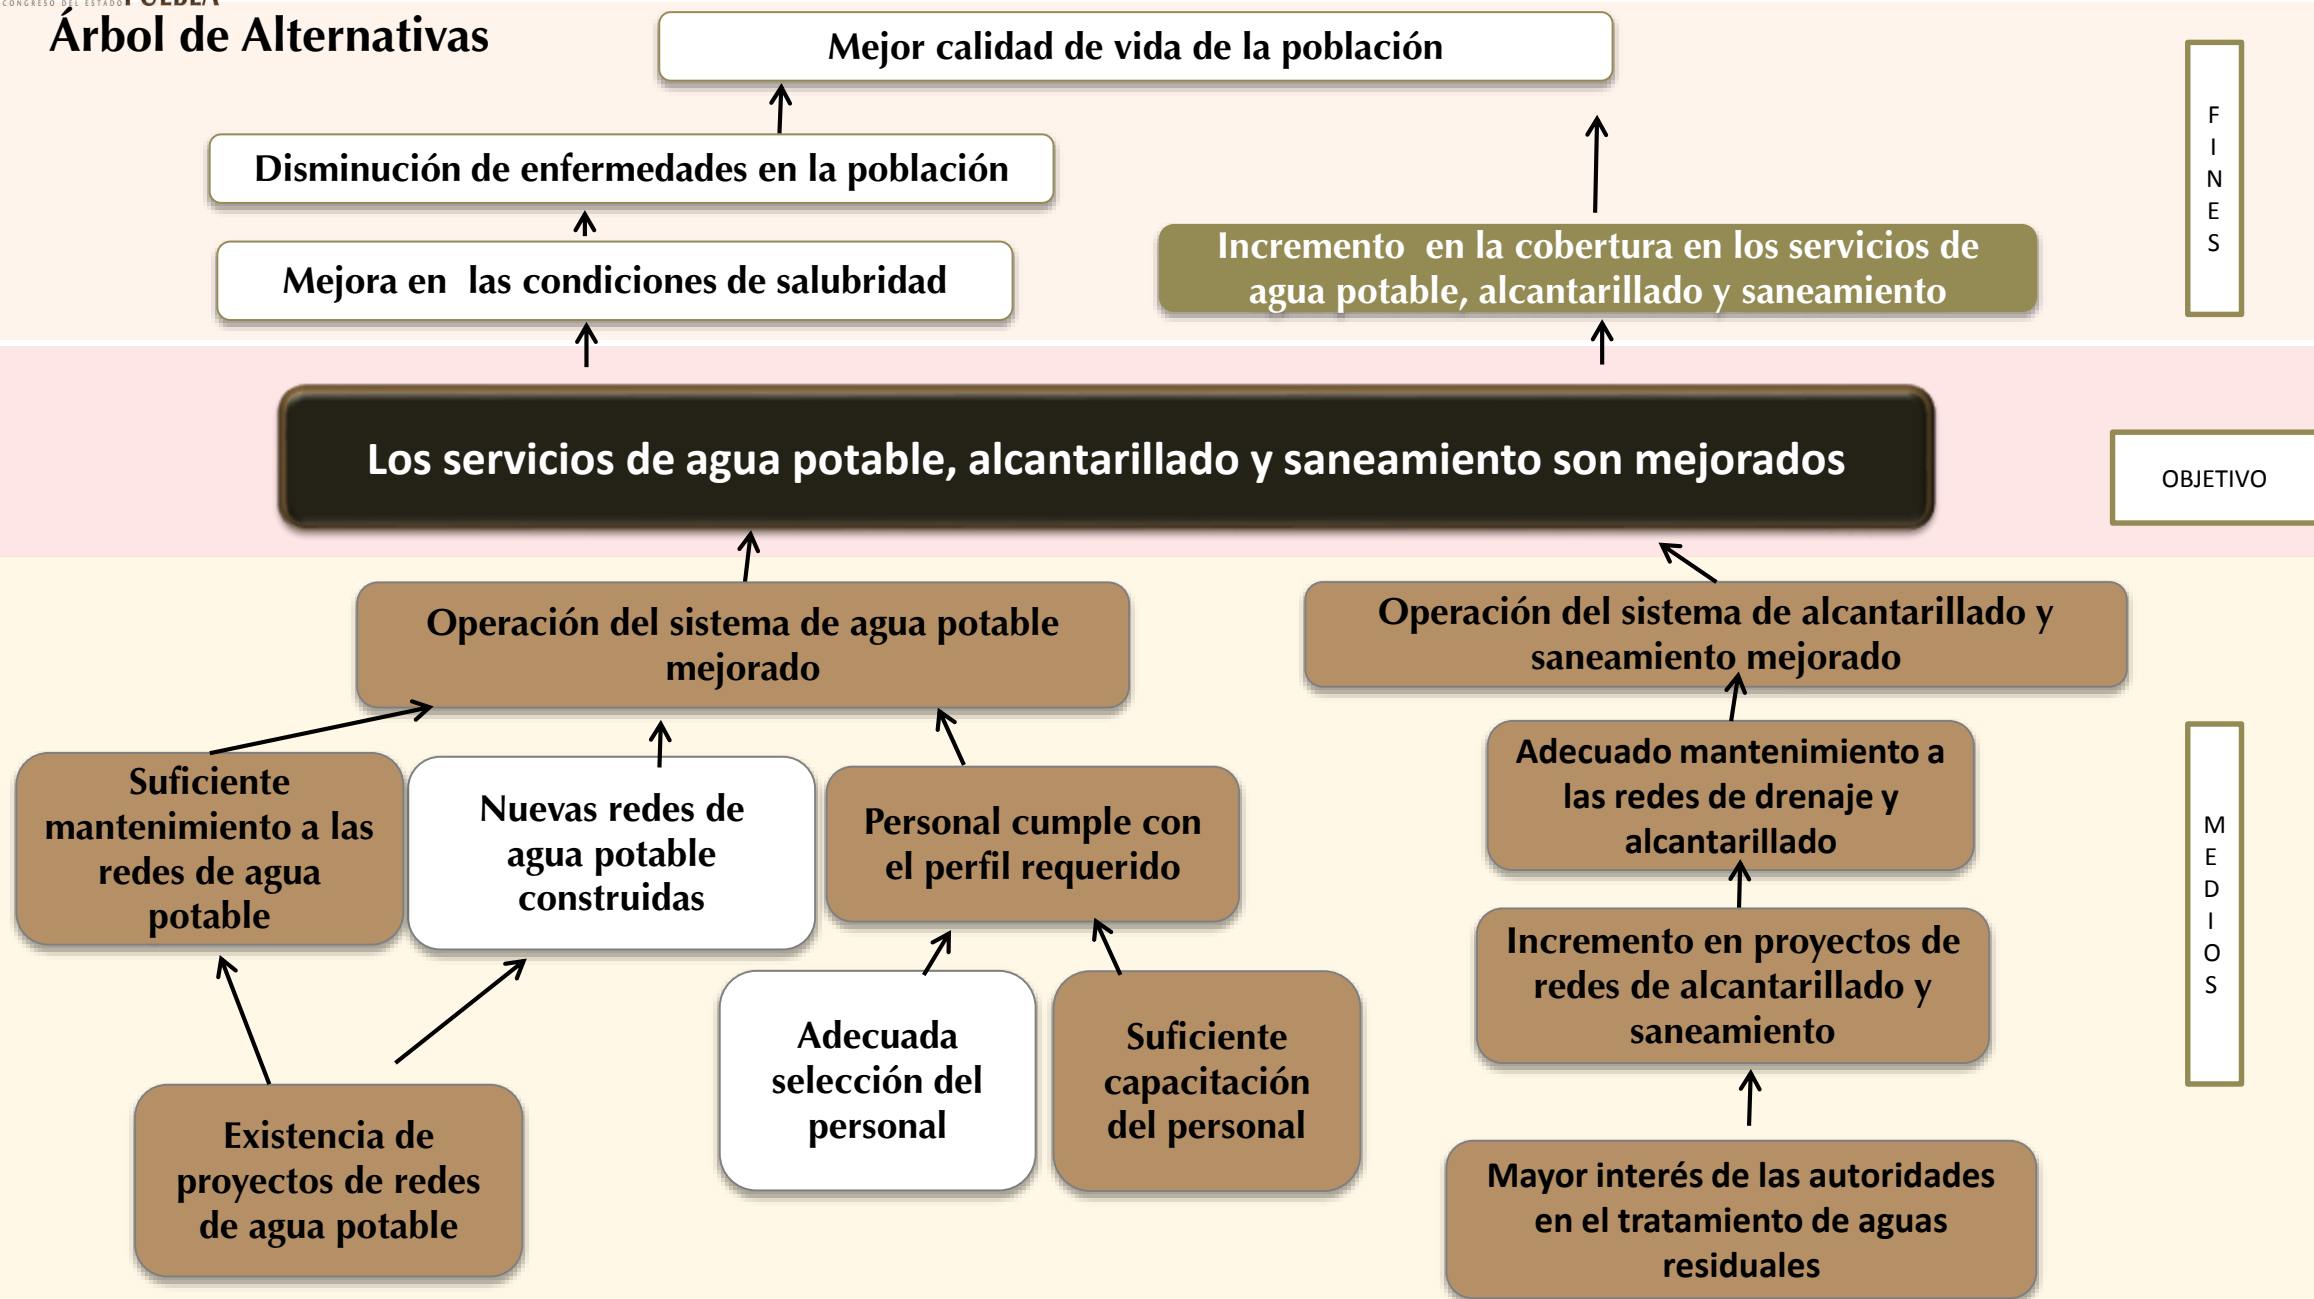 CONGRESO DEL ESTADO PUEBLA
Árbol de Alternativas
Mejor calidad de vida de la población
Disminución de enfermedades en la población
Mejora en las condiciones de salubridad
Incremento en la cobertura en los servicios de
agua potable, alcantarillado y saneamiento
FINES
Los servicios de agua potable, alcantarillado y saneamiento son mejorados
OBJETIVO
Operación del sistema de agua potable
mejorado
Operación del sistema de alcantarillado y
saneamiento mejorado
Suficiente
mantenimiento a las
redes de agua
potable
Nuevas redes de
agua potable
construidas
Personal cumple con
el perfil requerido
Adecuado mantenimiento a
las redes de drenaje y
alcantarillado
MEDIOS
Incremento en proyectos de
redes de alcantarillado y
saneamiento
Existencia de
proyectos de redes
de agua potable
Adecuada
selección del
personal
Suficiente
capacitación
del personal
Mayor interés de las autoridades
en el tratamiento de aguas
residuales